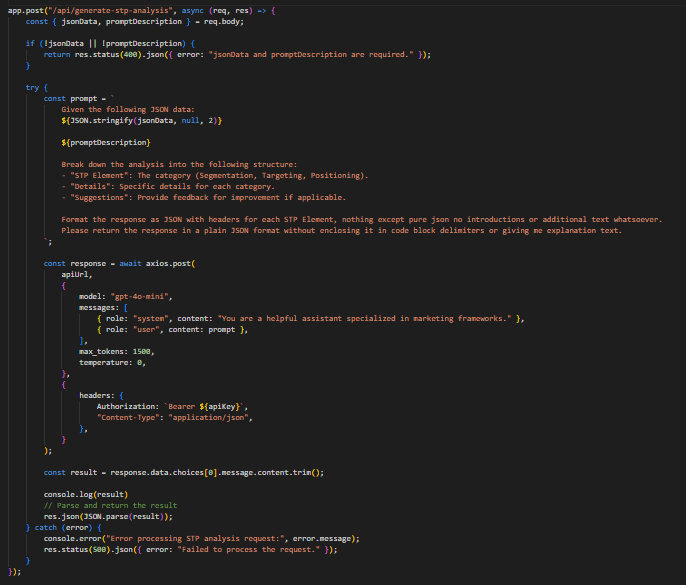 app.post("/api/generate-stp-analysis", async (req, res) => {
    const { jsonData, promptDescription } = req.body;

    if (!jsonData || !promptDescription) {
        return res.status(400).json({ error: "jsonData and promptDescription are required." });
    }

    try {
        const prompt = `
            Given the following JSON data:
            ${JSON.stringify(jsonData, null, 2)}

            ${promptDescription}

            Break down the analysis into the following structure:
            - "STP Element": The category (Segmentation, Targeting, Positioning).
            - "Details": Specific details for each category.
            - "Suggestions": Provide feedback for improvement if applicable.

            Format the response as JSON with headers for each STP Element, nothing except pure json no introductions or additional text whatsoever.
            Please return the response in a plain JSON format without enclosing it in code block delimiters or giving me explanation text.
        `;

        const response = await axios.post(
            apiUrl,
            {
                model: "gpt-4o-mini",
                messages: [
                    { role: "system", content: "You are a helpful assistant specialized in marketing frameworks." },
                    { role: "user", content: prompt },
                ],
                max_tokens: 1500,
                temperature: 0,
            },
            {
                headers: {
                    Authorization: `Bearer ${apiKey}`,
                    "Content-Type": "application/json",
                },
            }
        );

        const result = response.data.choices[0].message.content.trim();

        console.log(result)
        // Parse and return the result
        res.json(JSON.parse(result));
    } catch (error) {
        console.error("Error processing STP analysis request:", error.message);
        res.status(500).json({ error: "Failed to process the request." });
    }
});